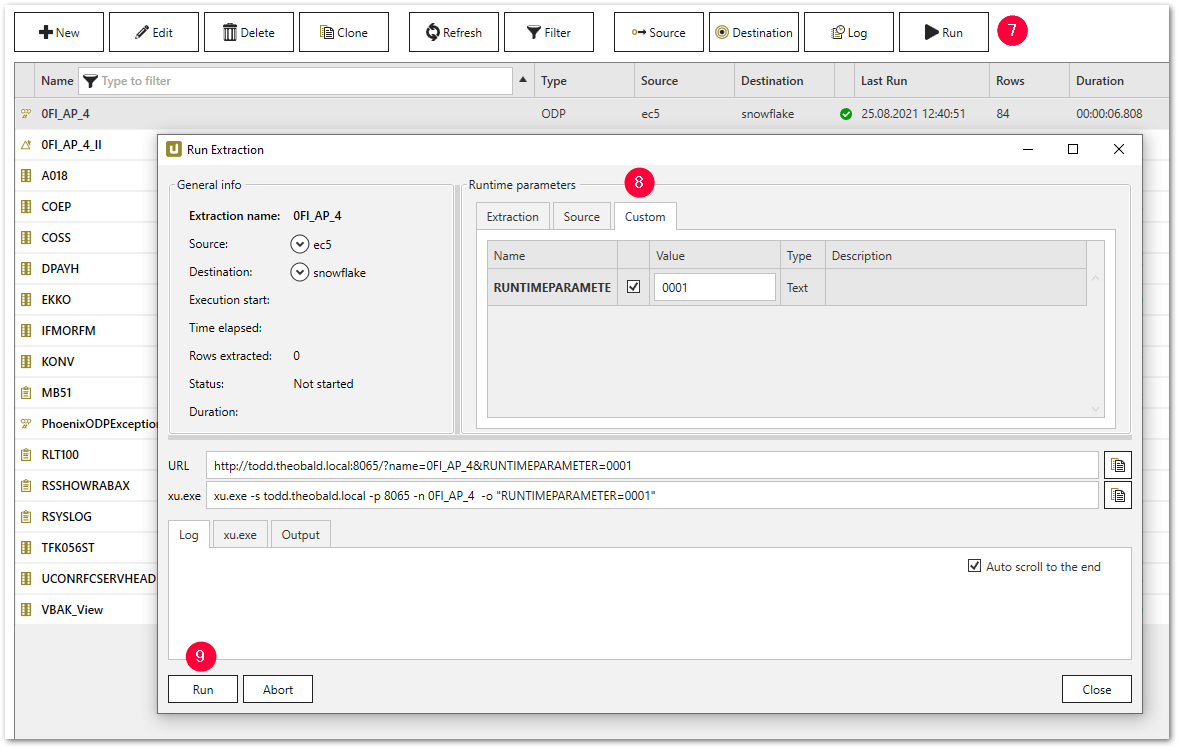 New Edit Delete Clone Refresh Filter Source Destination Log Run 7
Name Type to filter Type Source Destination Last Run Rows Duration
0FI_AP_4 ODP ec5 snowflake 25.08.2021 12:40:51 84 00:00:06.808
0FI_AP_4_II
A018
COEP
COSS
DPAYH
EKKO
IFMORFM
KONV
MB51
PhoenixODPExceptio
RLT100
RSSHOWRABAX
RSYSLOG
TFK056ST
UCONRFCSERVHEAD
VBAK_View
Run Extraction
General info
Extraction name: 0FI_AP_4
Source: ec5
Destination: snowflake
Execution start:
Time elapsed:
Rows extracted: 0
Status: Not started
Duration:
Runtime parameters 8
Extraction Source Custom
Name Value Type Description
RUNTIMEPARAMETE 0001 Text
URL http://todd.theobald.local:8065/?name=0FI_AP_4&RUNTIMEPARAMETER=0001
xu.exe xu.exe -s todd.theobald.local -p 8065 -n 0FI_AP_4 -o "RUNTIMEPARAMETER=0001"
Log xu.exe Output
Auto scroll to the end
9
Run Abort Close